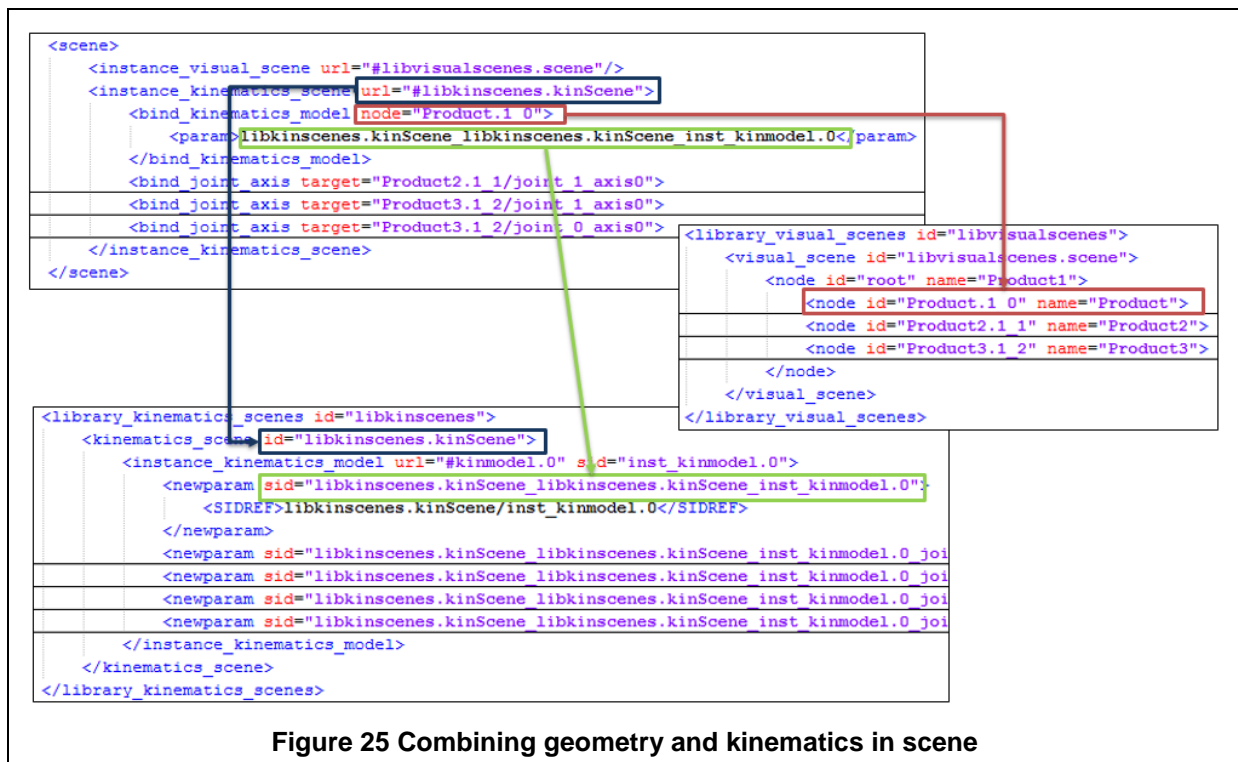 <scene>
<instance_visual_scene url="#libvisualscenes.scene"/>
<instance_kinematics_scene url="#libkinscenes.kinScene">
<bind_kinematics_model node="Product.1_0">
<param>libkinscenes.kinScene_libkinscenes.kinScene_inst_kinmodel.0</param>
</bind_kinematics_model>
<bind_joint_axis target="Product2.1_1/joint_1_axis0">
<bind_joint_axis target="Product3.1_2/joint_1_axis0">
<bind_joint_axis target="Product3.1_2/joint_0_axis0">
</instance_kinematics_scene>
</scene>
<library_visual_scenes id="libvisualscenes">
<visual_scene id="libvisualscenes.scene">
<node id="root" name="Product1">
<node id="Product.1_0" name="Product">
<node id="Product2.1_1" name="Product2">
<node id="Product3.1_2" name="Product3">
</node>
</visual_scene>
</library_visual_scenes>
<library_kinematics_scenes id="libkinscenes">
<kinematics_scene id="libkinscenes.kinScene">
<instance_kinematics_model url="#kinmodel.0" sid="inst_kinmodel.0">
<newparam sid="libkinscenes.kinScene_libkinscenes.kinScene_inst_kinmodel.0">
<SIDREF>libkinscenes.kinScene/inst_kinmodel.0</SIDREF>
</newparam>
<newparam sid="libkinscenes.kinScene_libkinscenes.kinScene_inst_kinmodel.0_joi
<newparam sid="libkinscenes.kinScene_libkinscenes.kinScene_inst_kinmodel.0_joi
<newparam sid="libkinscenes.kinScene_libkinscenes.kinScene_inst_kinmodel.0_joi
<newparam sid="libkinscenes.kinScene_libkinscenes.kinScene_inst_kinmodel.0_joi
</instance_kinematics_model>
</kinematics_scene>
</library_kinematics_scenes>
Figure 25 Combining geometry and kinematics in scene